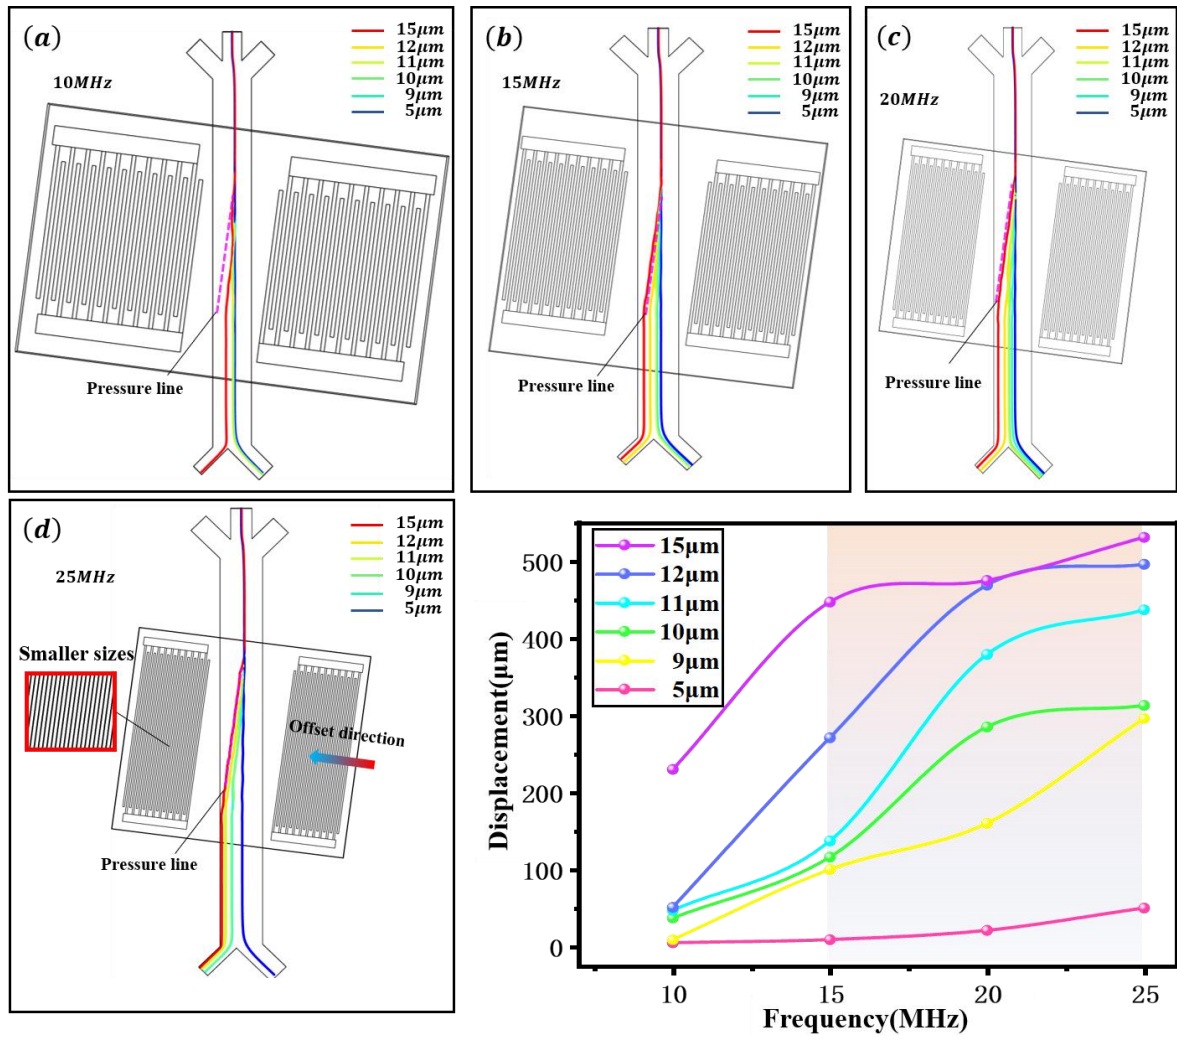 (a)
15μm
12μm
11μm
10μm
9μm
5μm
10MHz
Pressure line
(b)
15μm
12μm
11μm
10μm
9μm
5μm
15MHz
Pressure line
(c)
15μm
12μm
11μm
10μm
9μm
5μm
20MHz
Pressure line
(d)
15μm
12μm
11μm
10μm
9μm
5μm
25MHz
Smaller sizes
Offset direction
Pressure line
15μm
12μm
11μm
10μm
9μm
5μm
Displacement(μm)
500
400
300
200
100
0
10 15 20 25
Frequency(MHz)